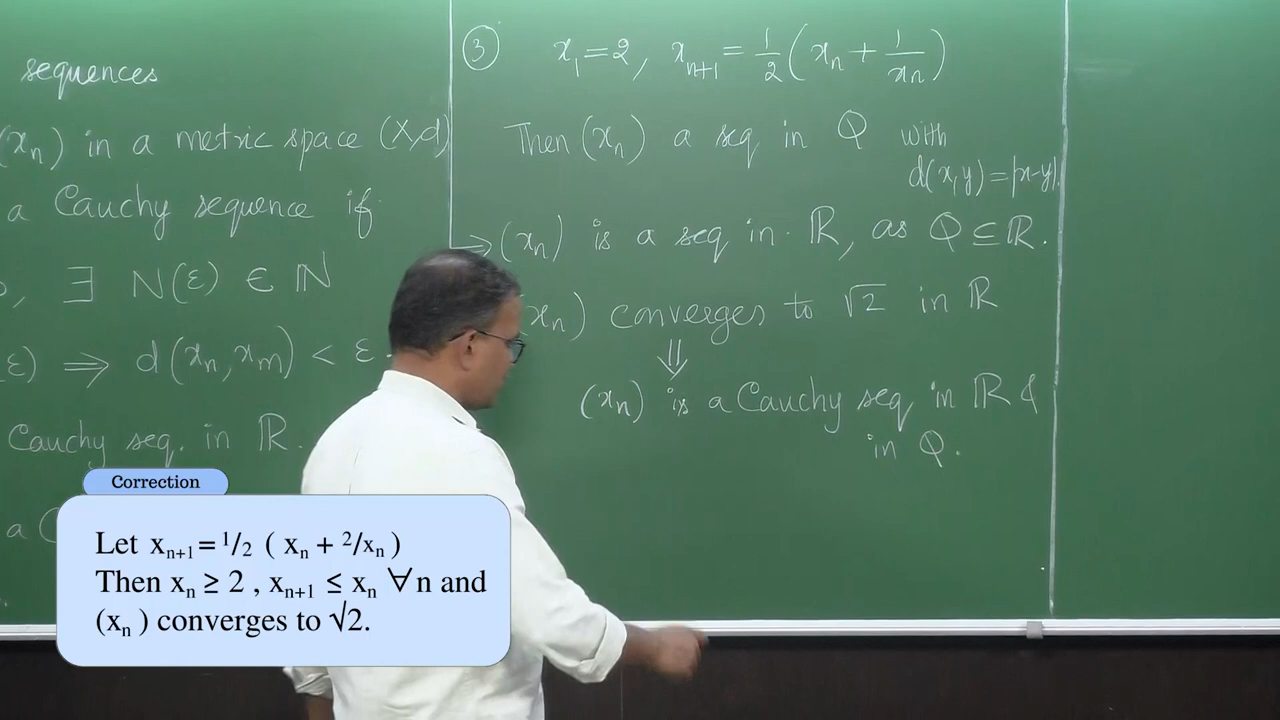 sequences
(xₙ) in a metric space (X,d)
a Cauchy sequence if
∃ N(ε) ∈ ℕ
ε) ⟹ d(xₙ, xₘ) < ε
Cauchy seq. in ℝ.
a C
③ x₁ = 2, xₙ₊₁ = 1/2 (xₙ + 1/xₙ)
Then (xₙ) a seq in Q with
d(x,y) = |x-y|
⟹ (xₙ) is a seq in ℝ, as Q ⊆ ℝ.
xₙ) converges to √2 in ℝ
⇓
(xₙ) is a Cauchy seq in ℝ &
in Q.
Correction
Let xₙ₊₁ = 1/2 ( xₙ + 2/xₙ )
Then xₙ ≥ 2 , xₙ₊₁ ≤ xₙ ∀ n and
(xₙ ) converges to √2.